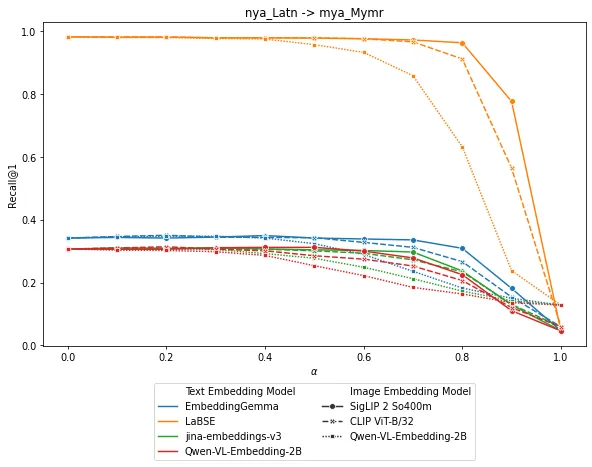 nya_Latn -> mya_Mymr
1.0
0.8
0.6
0.4
0.2
0.0
Recall@1
0.0 0.2 0.4 0.6 0.8 1.0
α
Text Embedding Model Image Embedding Model
EmbeddingGemma SigLIP 2 So400m
LaBSE CLIP ViT-B/32
jina-embeddings-v3 Qwen-VL-Embedding-2B
Qwen-VL-Embedding-2B